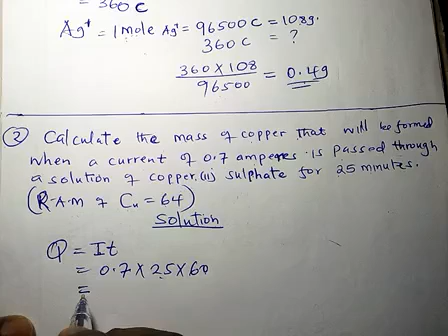 = 360 C
Ag⁺ = 1 mole Ag⁺ = 96500 C = 108g.
360 C = ?
360 × 108 / 96500 = 0.4g
② Calculate the mass of copper that will be formed
when a current of 0.7 amperes is passed through
a solution of copper (ii) sulphate for 25 minutes.
(R.A.M of Cu = 64)
Solution
Q = It
= 0.7 × 25 × 60
=